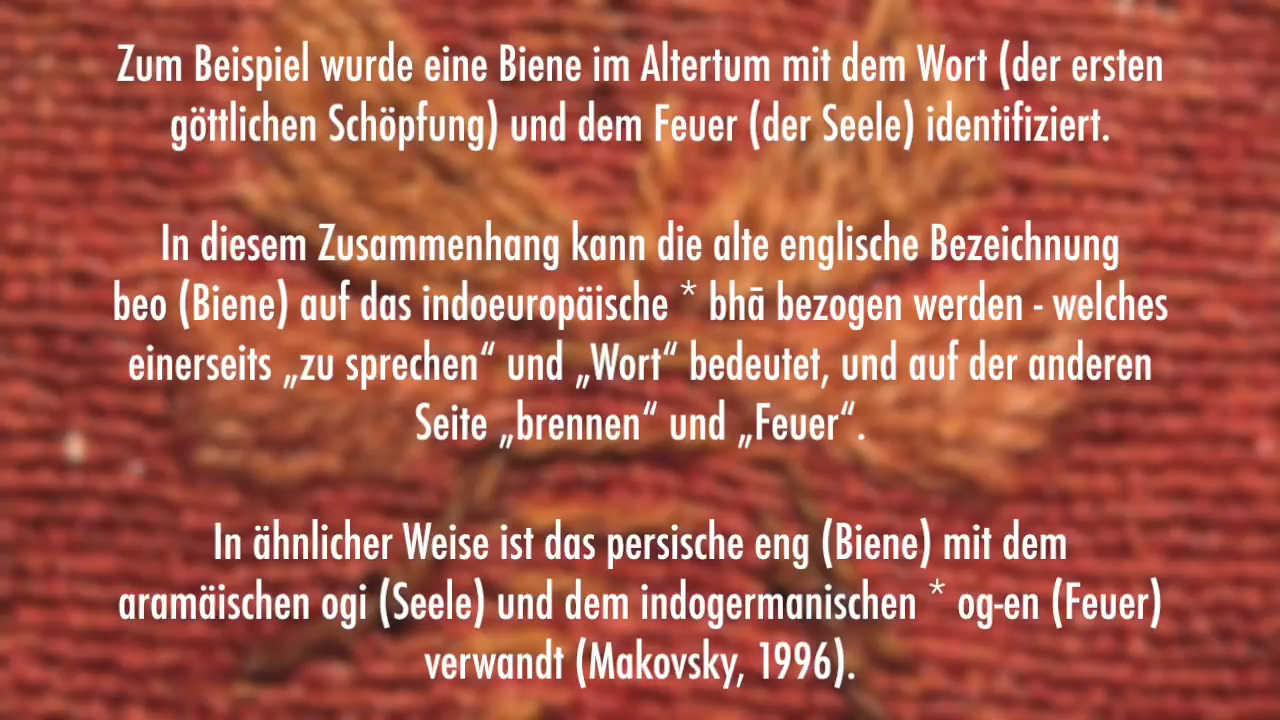 Zum Beispiel wurde eine Biene im Altertum mit dem Wort (der ersten
göttlichen Schöpfung) und dem Feuer (der Seele) identifiziert.
In diesem Zusammenhang kann die alte englische Bezeichnung
beo (Biene) auf das indoeuropäische * bhā bezogen werden - welches
einerseits „zu sprechen“ und „Wort“ bedeutet, und auf der anderen
Seite „brennen“ und „Feuer“.
In ähnlicher Weise ist das persische eng (Biene) mit dem
aramäischen ogi (Seele) und dem indogermanischen * og-en (Feuer)
verwandt (Makovsky, 1996).